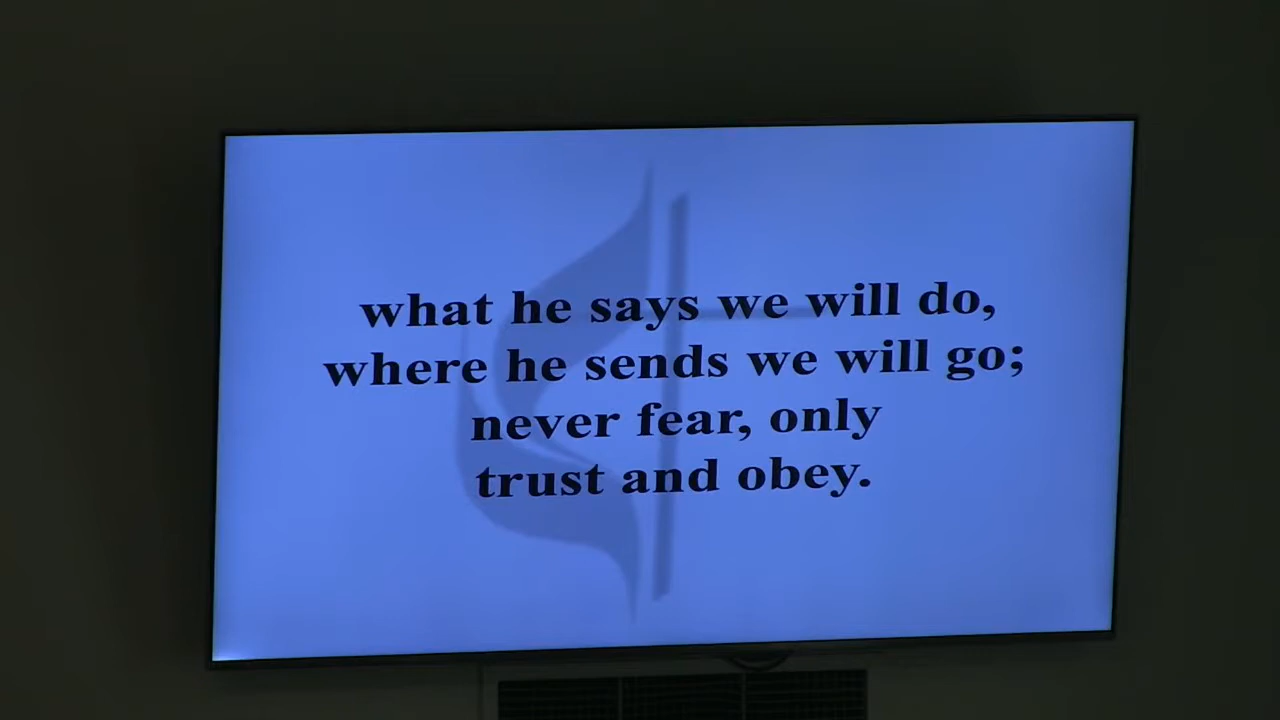 what he says we will do,
where he sends we will go;
never fear, only
trust and obey.